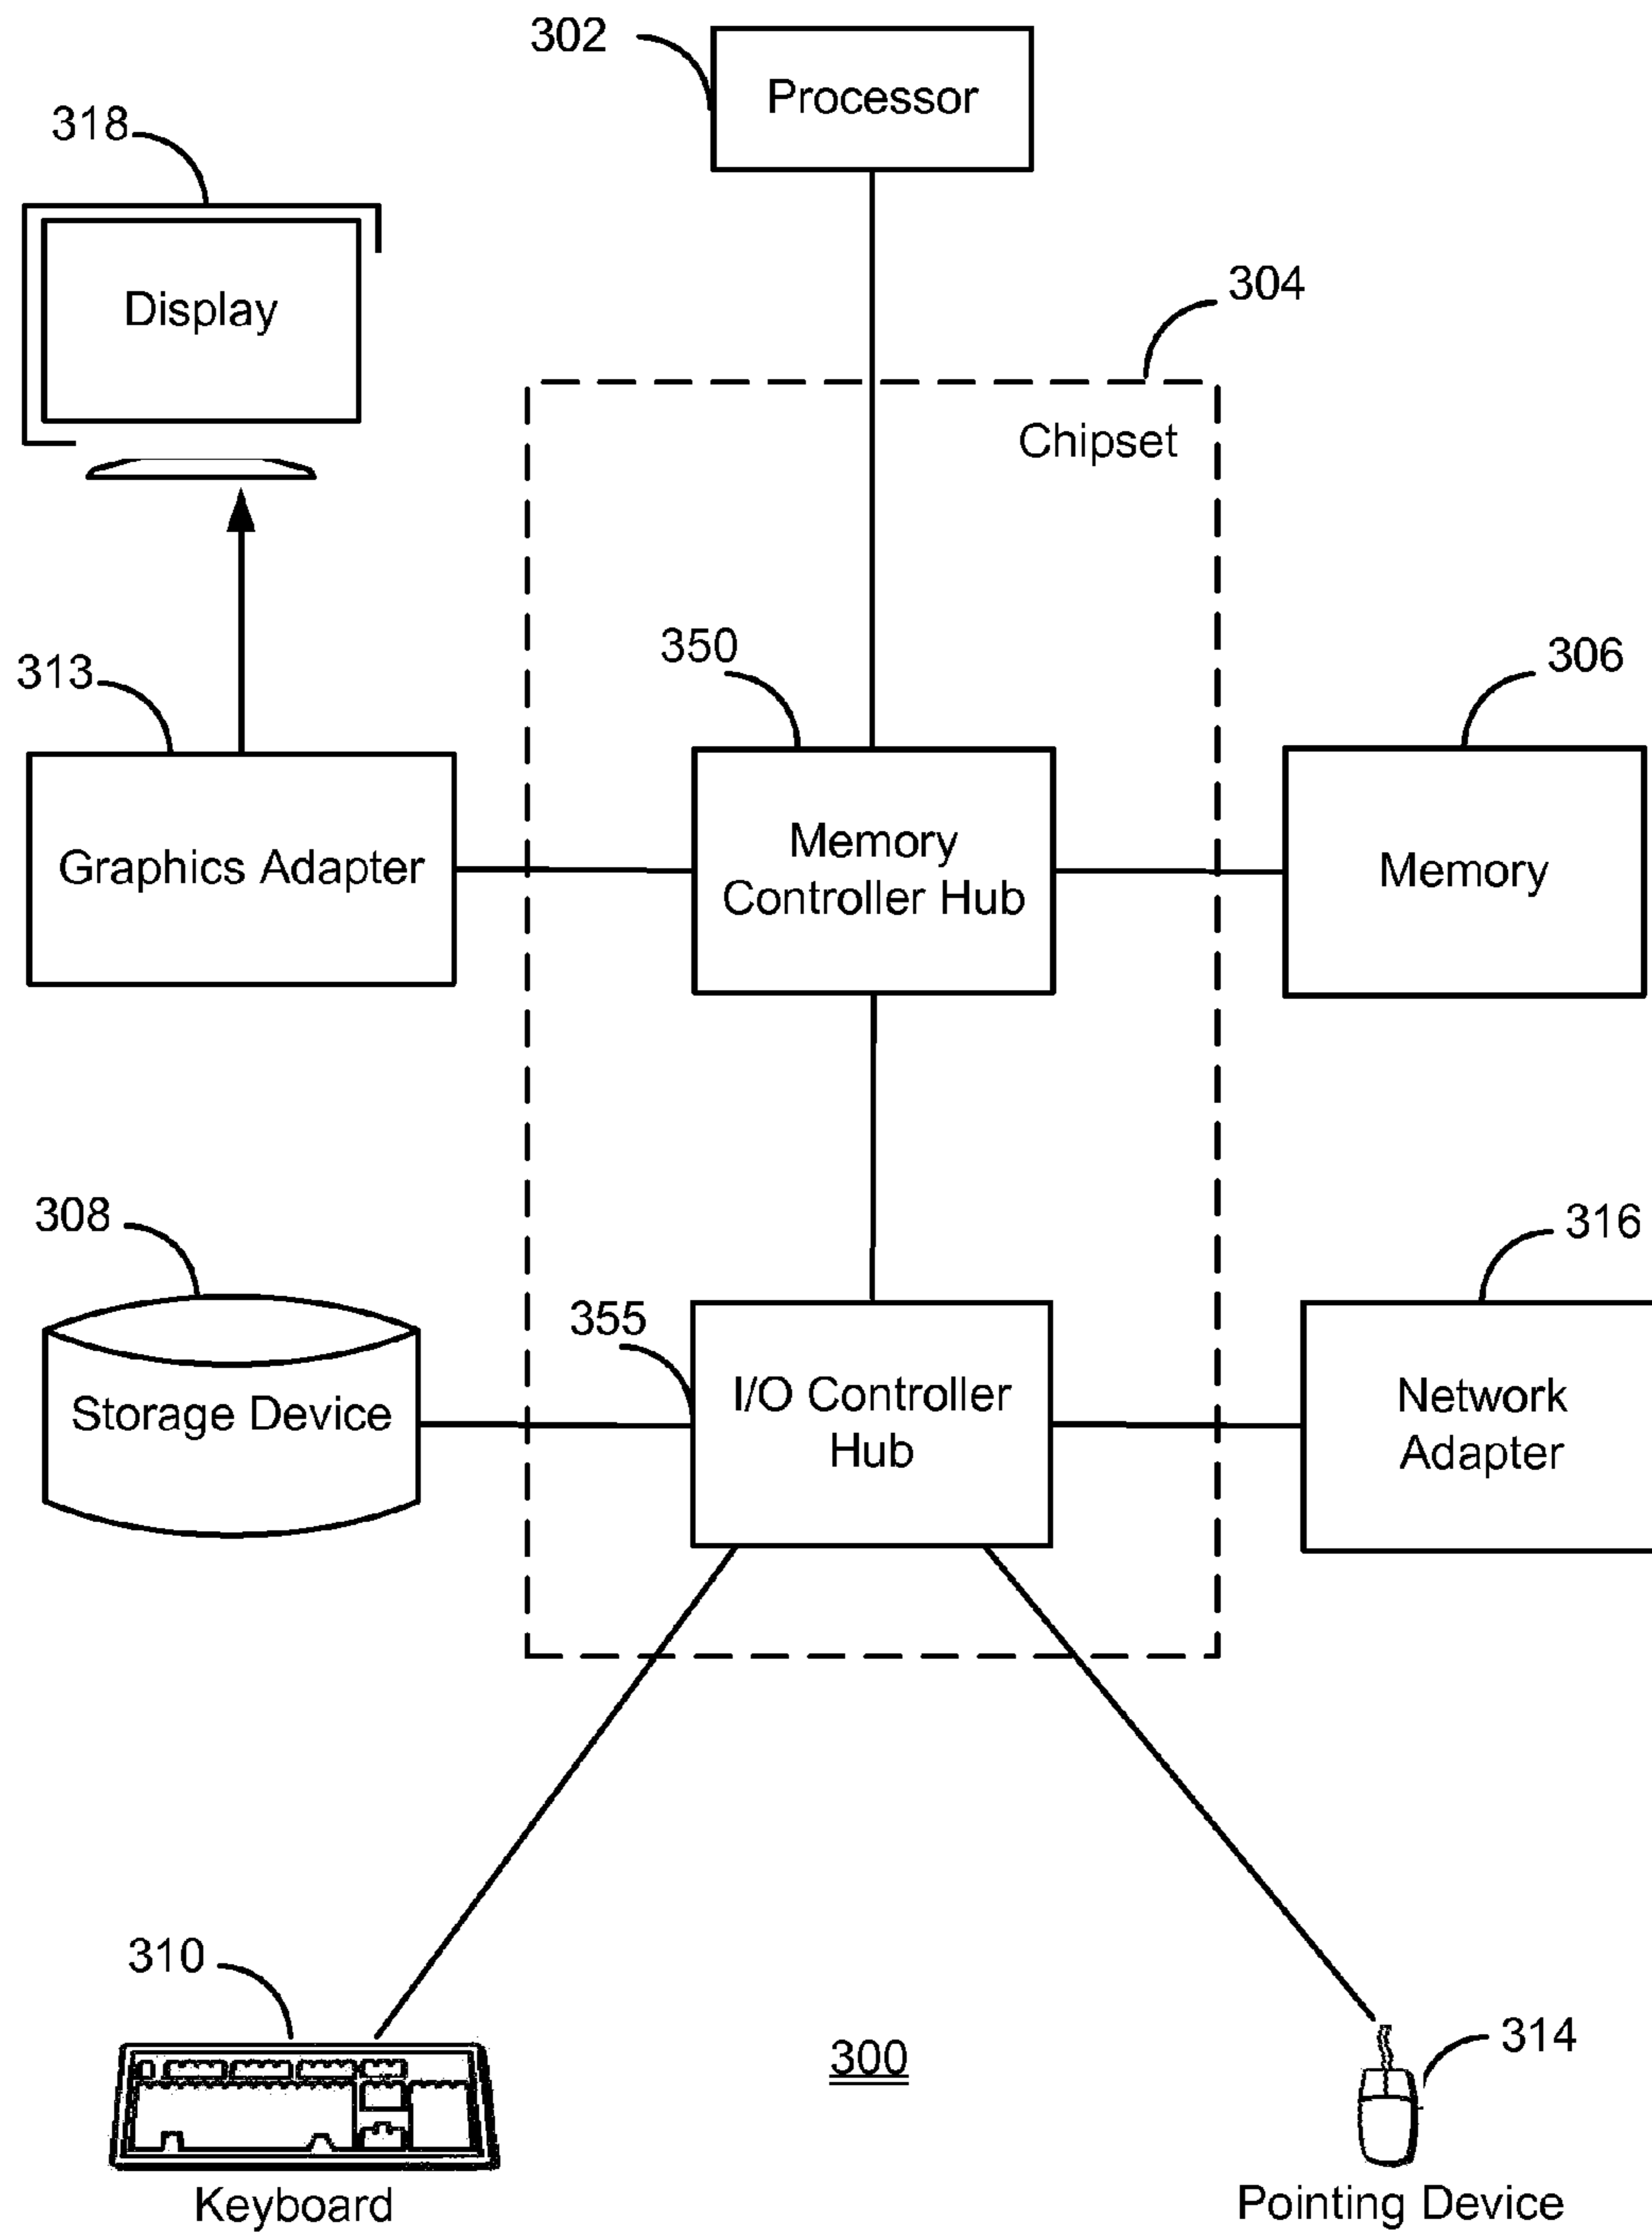 302
Processor
318
Display
304
Chipset
313
350
306
Graphics Adapter
Memory
Controller Hub
Memory
308
355
316
Storage Device
I/O Controller
Hub
Network
Adapter
310
300
314
Keyboard
Pointing Device